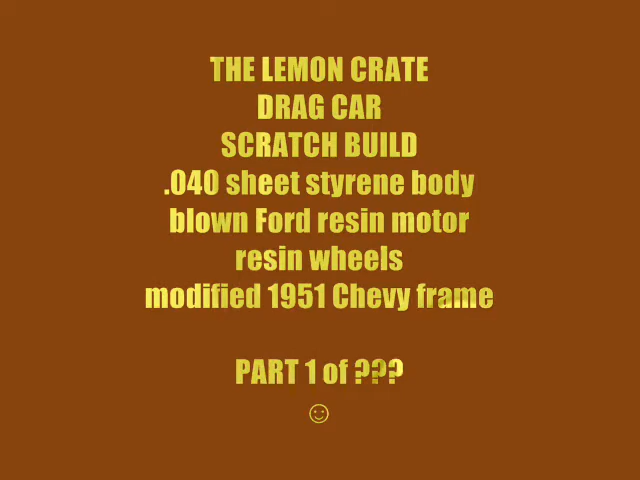 THE LEMON CRATE
DRAG CAR
SCRATCH BUILD
.040 sheet styrene body
blown Ford resin motor
resin wheels
modified 1951 Chevy frame
PART 1 of ???
☺